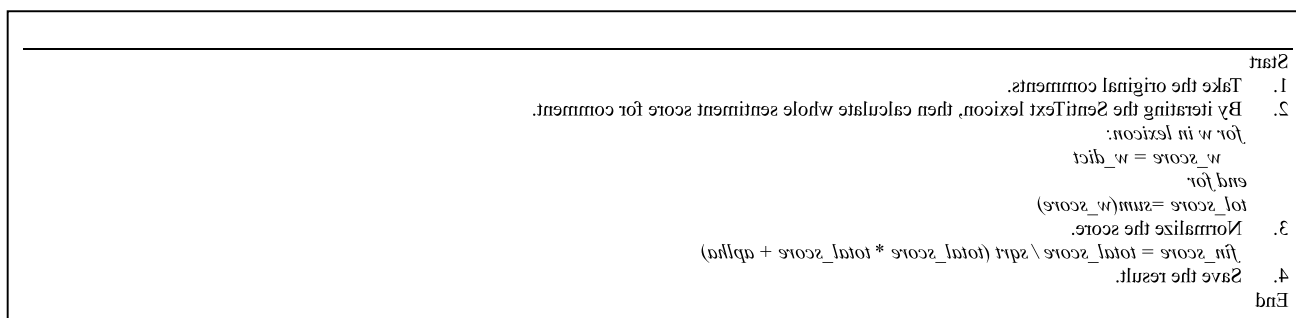 Start
1. Take the original comments.
2. By iterating the SentiText lexicon, then calculate whole sentiment score for comment.
for w in lexicon:
w_score = w_dict
end for
tol_score =sum(w_score)
3. Normalize the score.
fin_score = total_score / sqrt (total_score * total_score + aplha)
4. Save the result.
End